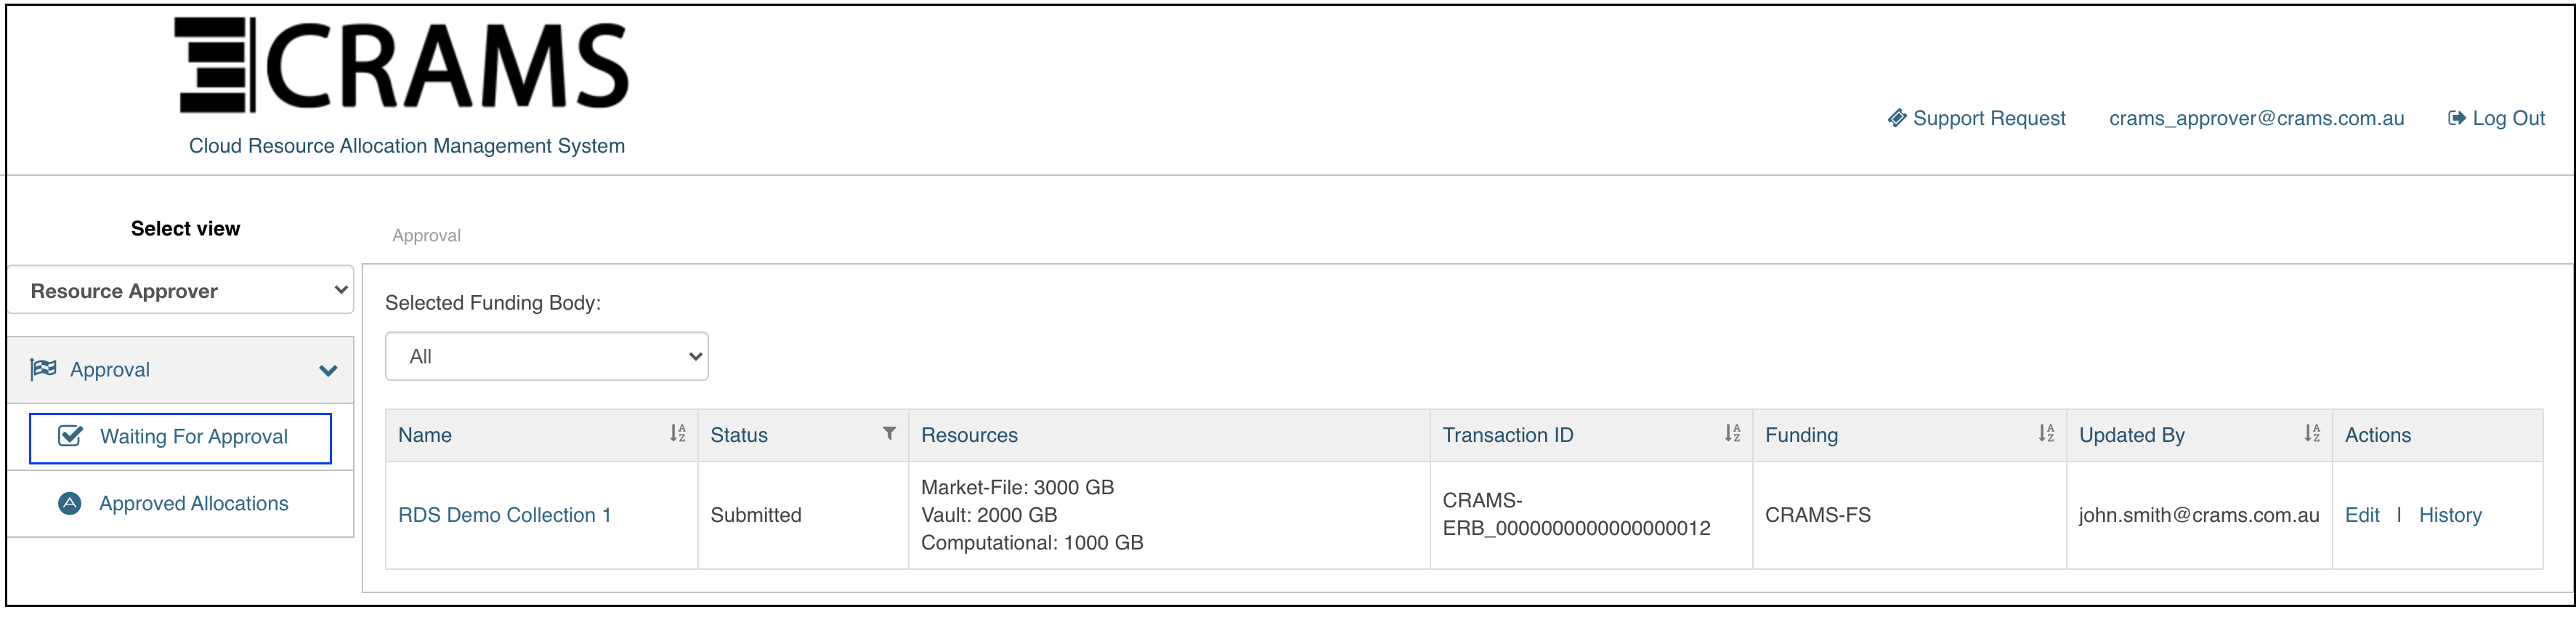 CRAMS
Cloud Resource Allocation Management System
Support Request
crams_approver@crams.com.au
Log Out
Select view
Approval
Resource Approver
Selected Funding Body:
All
Approval
Waiting For Approval
Approved Allocations
Name
Status
Resources
Transaction ID
Funding
Updated By
Actions
RDS Demo Collection 1
Submitted
Market-File: 3000 GB
Vault: 2000 GB
Computational: 1000 GB
CRAMS-
ERB_0000000000000000012
CRAMS-FS
john.smith@crams.com.au
Edit | History